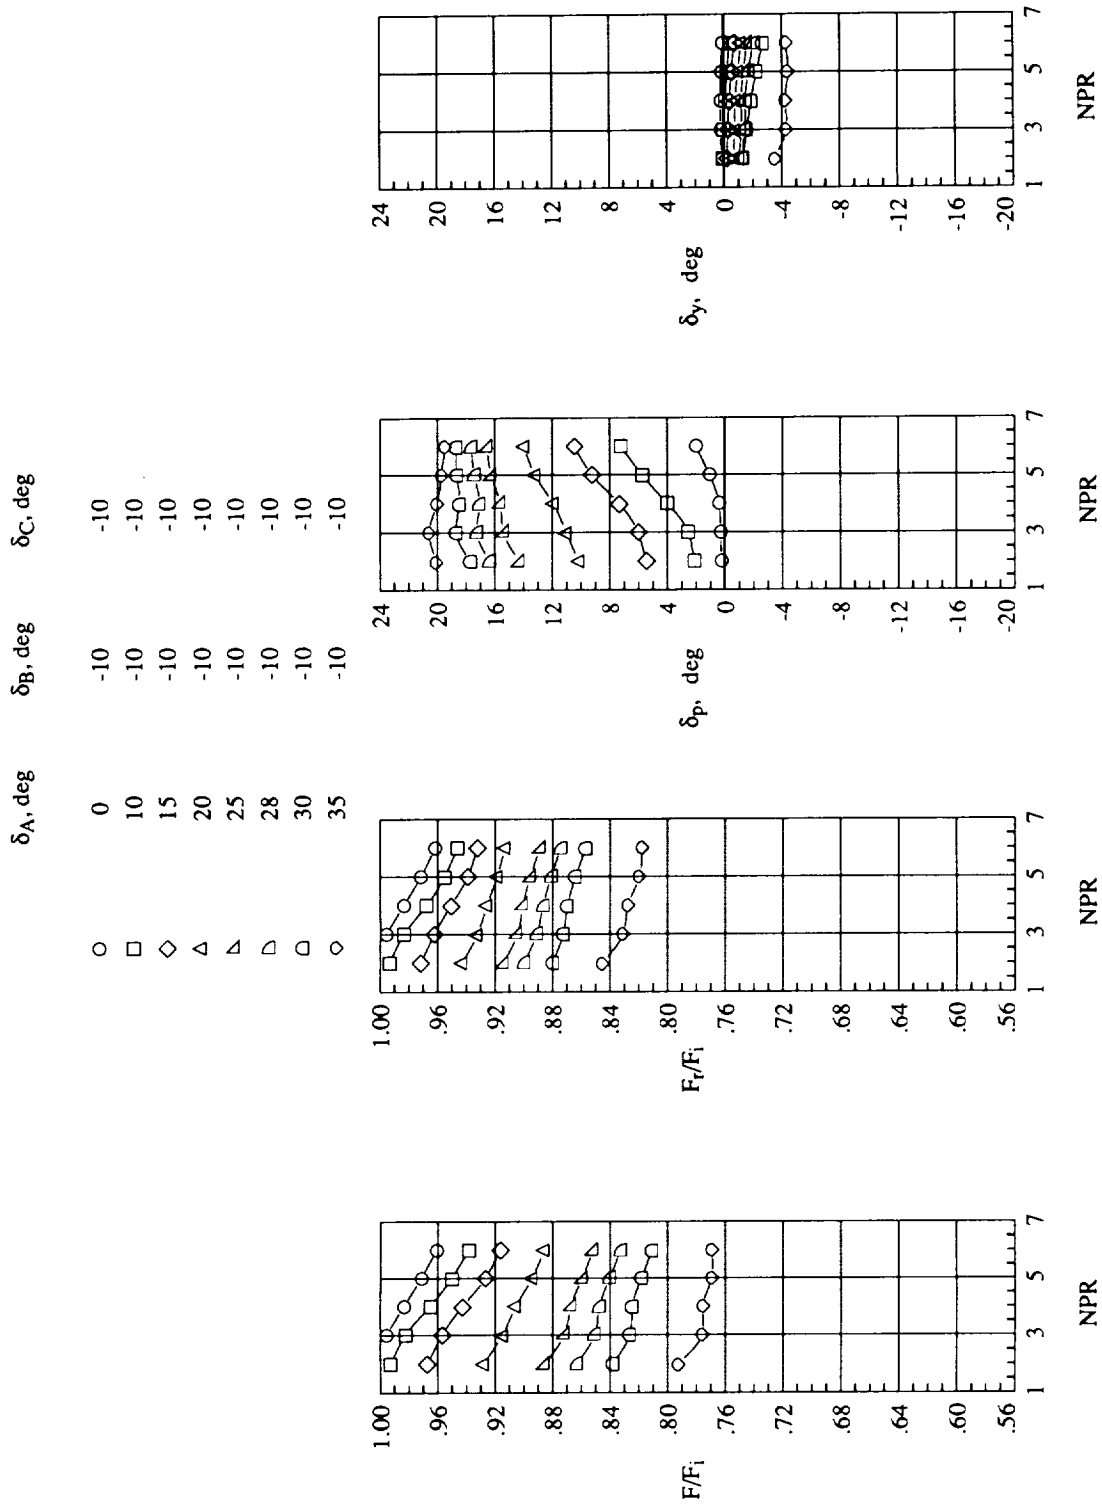 δA, deg δB, deg δC, deg
0 -10 -10
10 -10 -10
15 -10 -10
20 -10 -10
25 -10 -10
28 -10 -10
30 -10 -10
35 -10 -10
F/Fi
1.00
.96
.92
.88
.84
.80
.76
.72
.68
.64
.60
.56
1 3 5 7
NPR
Fr/Fi
1.00
.96
.92
.88
.84
.80
.76
.72
.68
.64
.60
.56
1 3 5 7
NPR
δp, deg
24
20
16
12
8
4
0
-4
-8
-12
-16
-20
1 3 5 7
NPR
δy, deg
24
20
16
12
8
4
0
-4
-8
-12
-16
-20
1 3 5 7
NPR